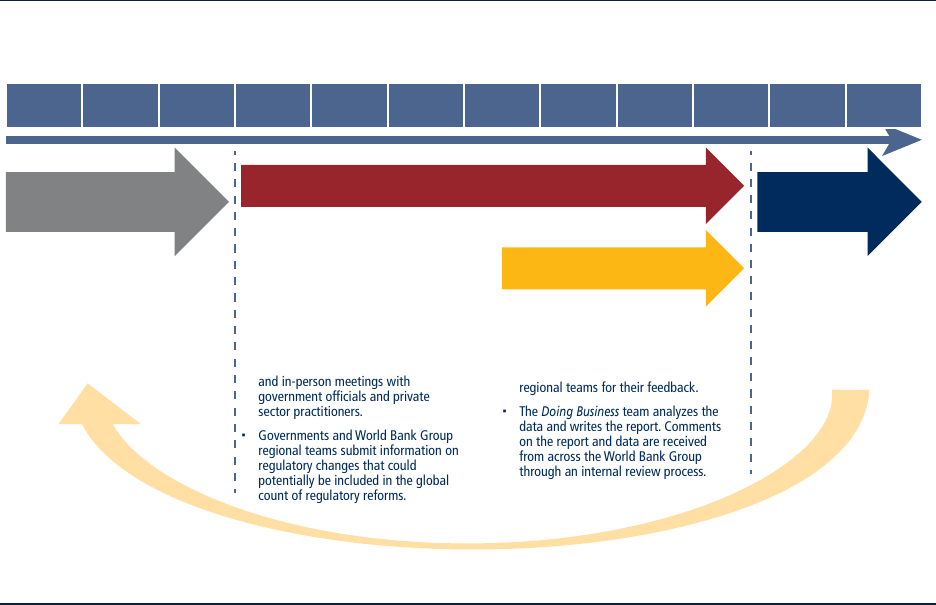 and in-person meetings with
government officials and private
sector practitioners.
▪ Governments and World Bank Group
regional teams submit information on
regulatory changes that could
potentially be included in the global
count of regulatory reforms.
regional teams for their feedback.
▪ The Doing Business team analyzes the
data and writes the report. Comments
on the report and data are received
from across the World Bank Group
through an internal review process.